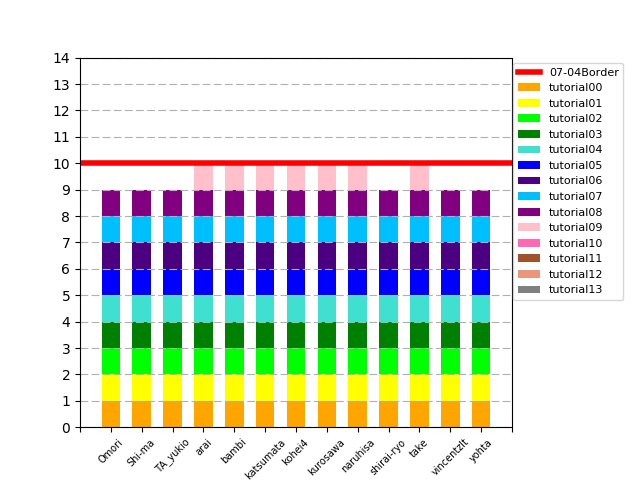 14
13
12
11
10
9
8
7
6
5
4
3
2
1
0
Omori
Shi-ma
TA_yukio
arai
bambi
katsumata
kohei4
kurosawa
naruhisa
shirai-ryo
take
vincentzlt
yohta
07-04Border
tutorial00
tutorial01
tutorial02
tutorial03
tutorial04
tutorial05
tutorial06
tutorial07
tutorial08
tutorial09
tutorial10
tutorial11
tutorial12
tutorial13